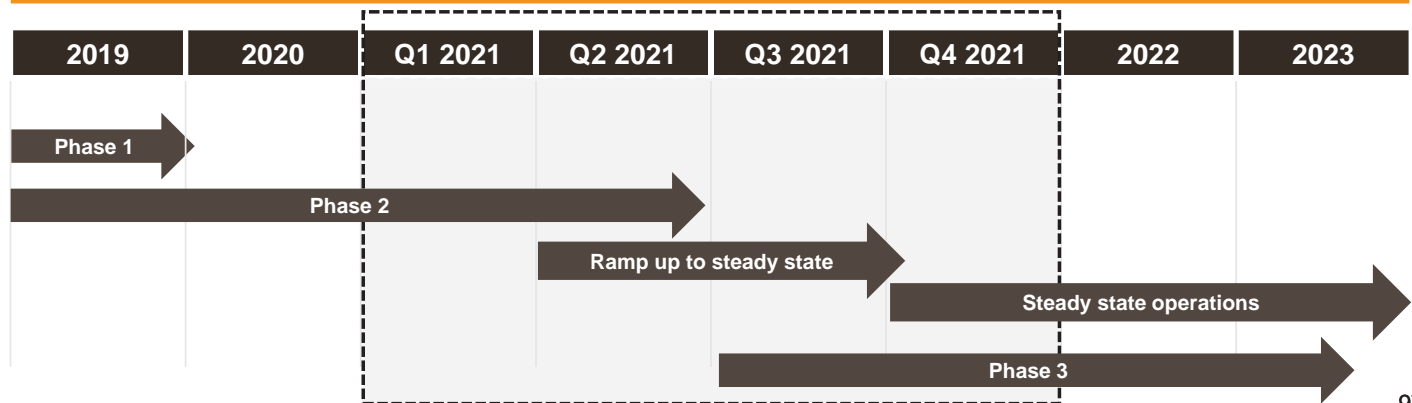 2019 2020 Q1 2021 Q2 2021 Q3 2021 Q4 2021 2022 2023
Phase 1
Phase 2
Ramp up to steady state
Steady state operations
Phase 3